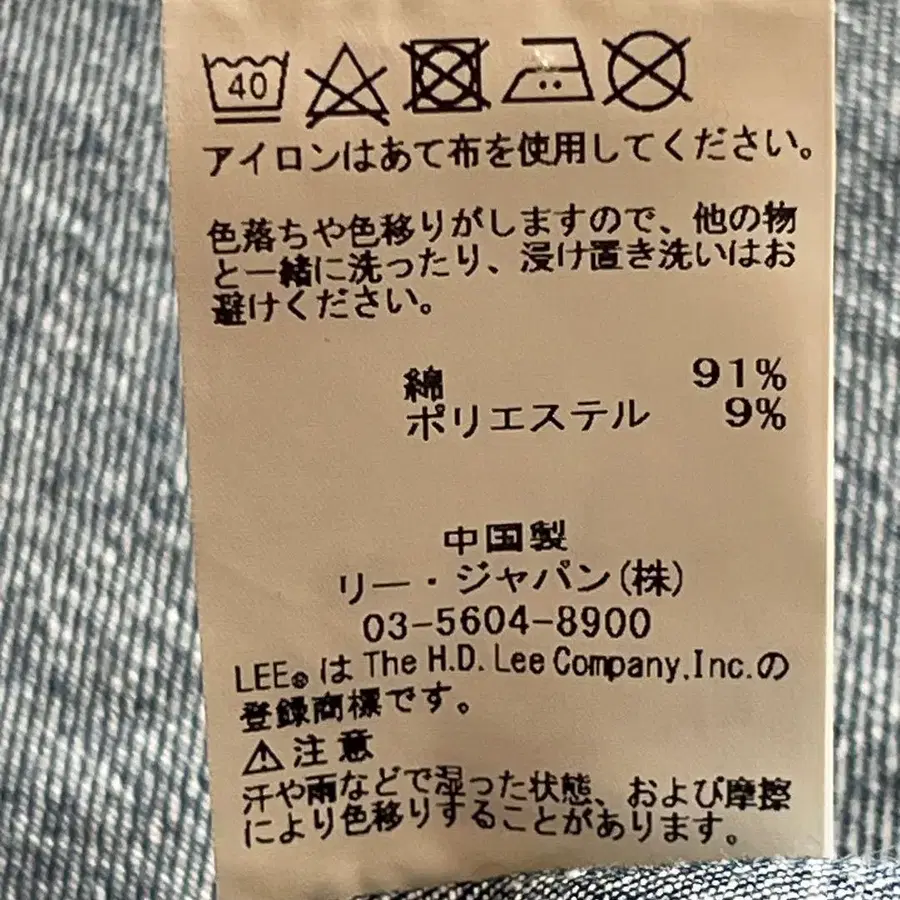 40
アイロンはあて布を使用してください。
色落ちや色移りがしますので、他の物
と一緒に洗ったり、浸け置き洗いはお
避けください。
綿 91%
ポリエステル 9%
中国製
リー・ジャパン(株)
03-5604-8900
LEE®は The H.D. Lee Company,Inc.の
登録商標です。
⚠注意
汗や雨などで湿った状態、および摩擦
により色移りすることがあります。